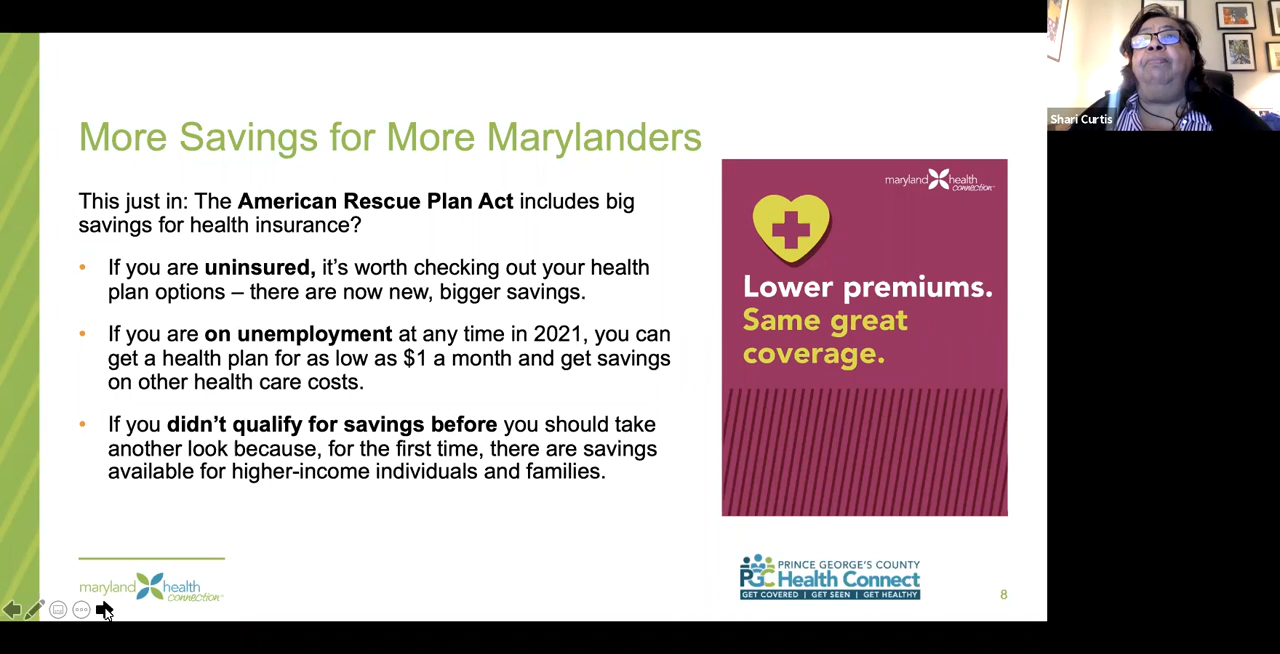 Shari Curtis
More Savings for More Marylanders
This just in: The American Rescue Plan Act includes big
savings for health insurance?
• If you are uninsured, it’s worth checking out your health
plan options – there are now new, bigger savings.
• If you are on unemployment at any time in 2021, you can
get a health plan for as low as $1 a month and get savings
on other health care costs.
• If you didn’t qualify for savings before you should take
another look because, for the first time, there are savings
available for higher-income individuals and families.
maryland health
connection
Lower premiums.
Same great
coverage.
maryland health
connection
PRINCE GEORGE'S COUNTY
PGC Health Connect
GET COVERED | GET SEEN | GET HEALTHY
8